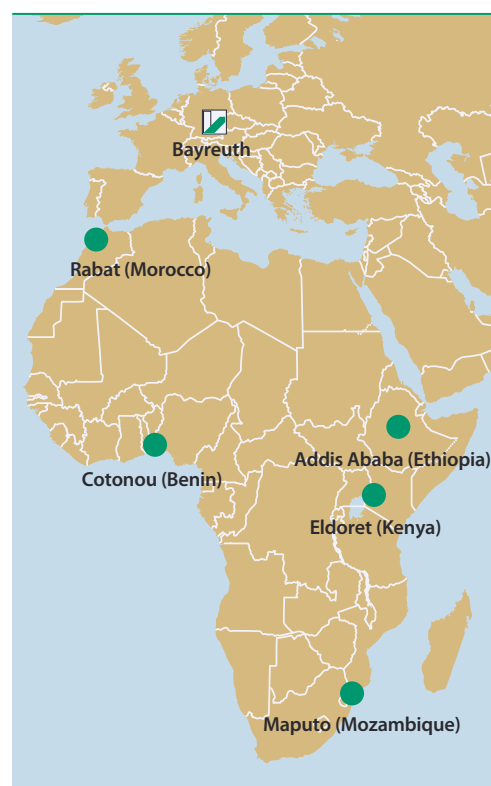 Bayreuth
Rabat (Morocco)
Addis Ababa (Ethiopia)
Cotonou (Benin)
Eldoret (Kenya)
Maputo (Mozambique)